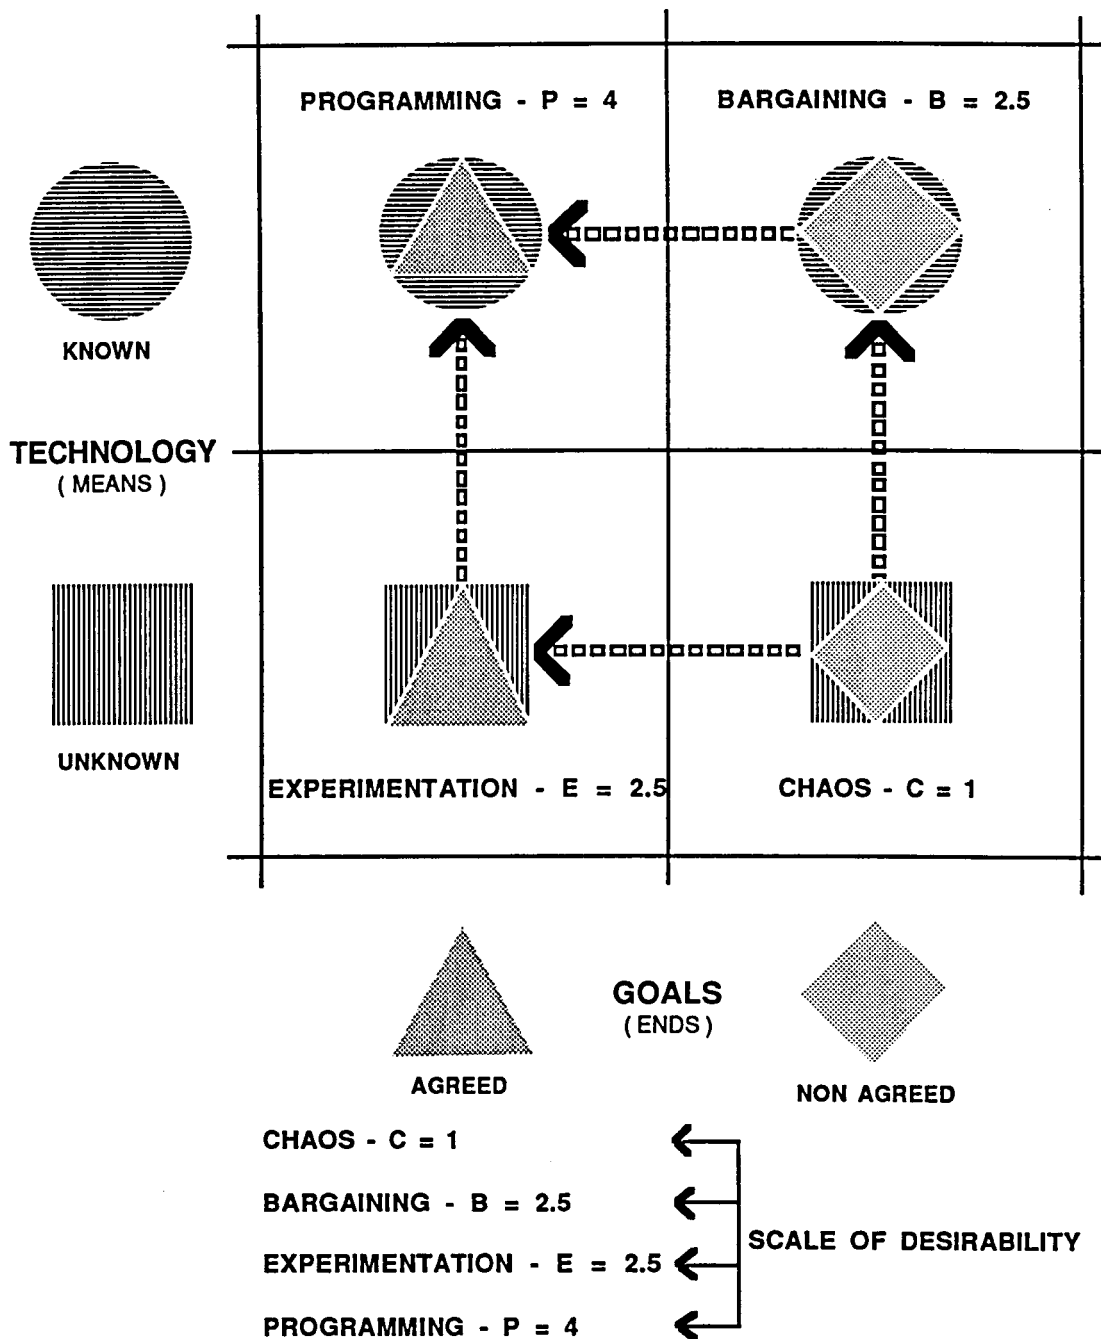 PROGRAMMING - P = 4
BARGAINING - B = 2.5
KNOWN
TECHNOLOGY
( MEANS )
UNKNOWN
EXPERIMENTATION - E = 2.5
CHAOS - C = 1
GOALS
( ENDS )
AGREED
NON AGREED
CHAOS - C = 1
BARGAINING - B = 2.5
SCALE OF DESIRABILITY
EXPERIMENTATION - E = 2.5
PROGRAMMING - P = 4